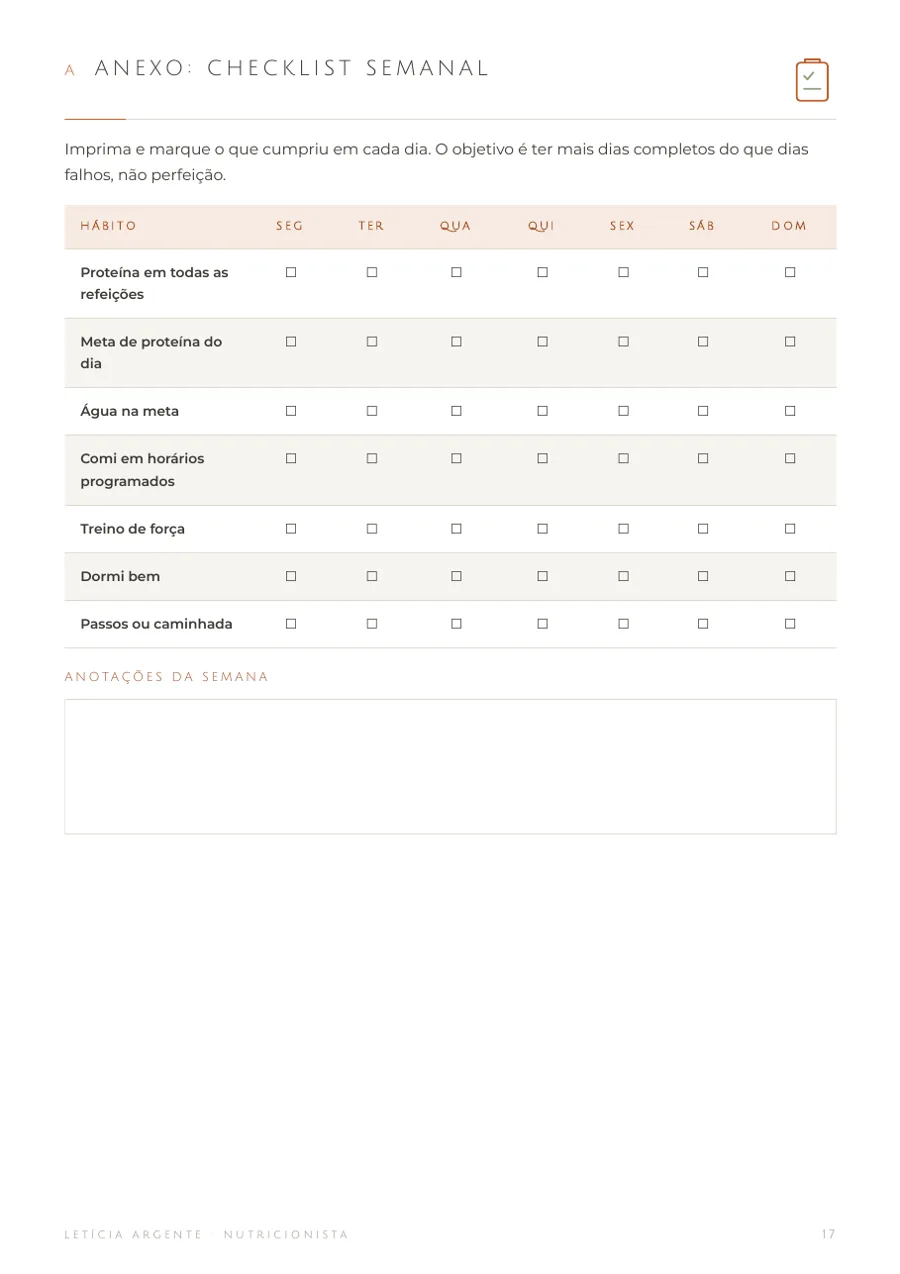 A ANEXO: CHECKLIST SEMANAL
Imprima e marque o que cumpriu em cada dia. O objetivo é ter mais dias completos do que dias
falhos, não perfeição.
HÁBITO SEG TER QUA QUI SEX SÁB DOM
Proteína em todas as ☐ ☐ ☐ ☐ ☐ ☐ ☐
refeições
Meta de proteína do ☐ ☐ ☐ ☐ ☐ ☐ ☐
dia
Água na meta ☐ ☐ ☐ ☐ ☐ ☐ ☐
Comi em horários ☐ ☐ ☐ ☐ ☐ ☐ ☐
programados
Treino de força ☐ ☐ ☐ ☐ ☐ ☐ ☐
Dormi bem ☐ ☐ ☐ ☐ ☐ ☐ ☐
Passos ou caminhada ☐ ☐ ☐ ☐ ☐ ☐ ☐
ANOTAÇÕES DA SEMANA
LETÍCIA ARGENTE · NUTRICIONISTA 17